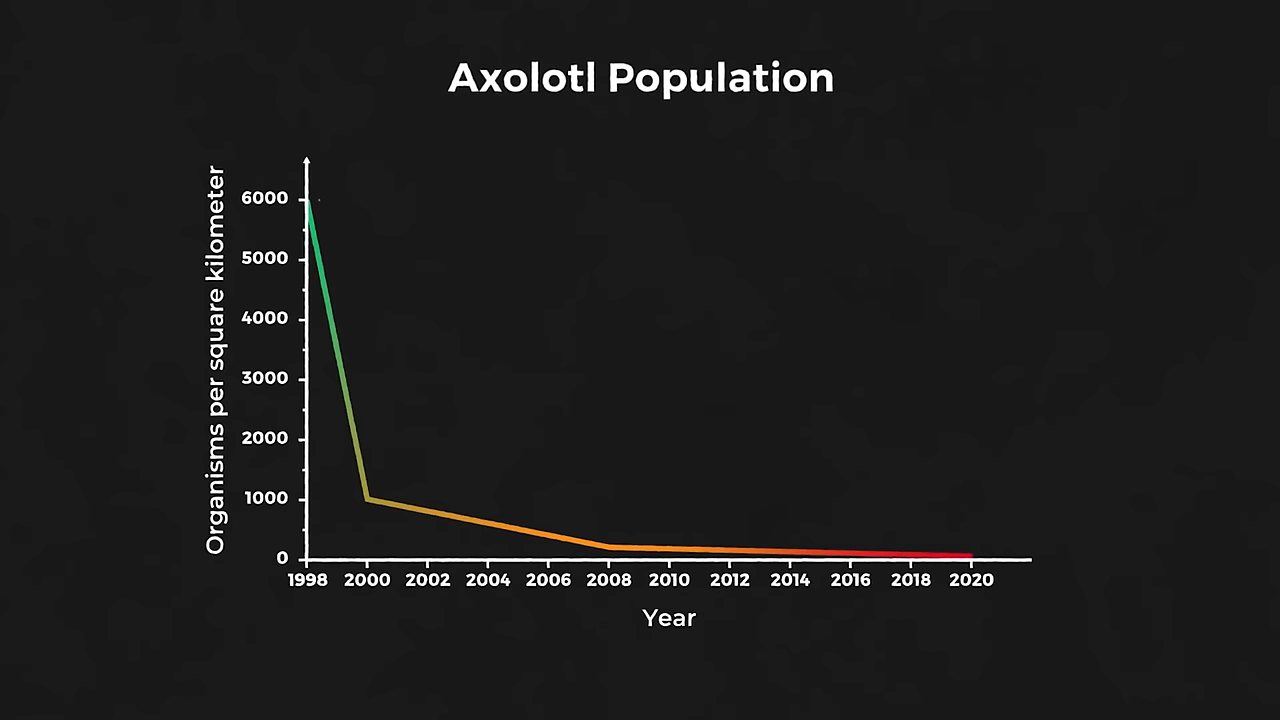 Axolotl Population
Organisms per square kilometer
6000
5000
4000
3000
2000
1000
0
1998 2000 2002 2004 2006 2008 2010 2012 2014 2016 2018 2020
Year